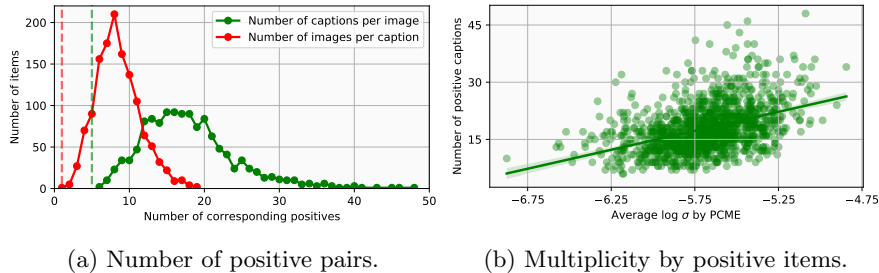 Number of items
200
150
100
50
0
Number of captions per image
Number of images per caption
0 10 20 30 40 50
Number of corresponding positives
(a) Number of positive pairs.
Number of positive captions
45
30
15
−6.75 −6.25 −5.75 −5.25 −4.75
Average log σ by PCME
(b) Multiplicity by positive items.